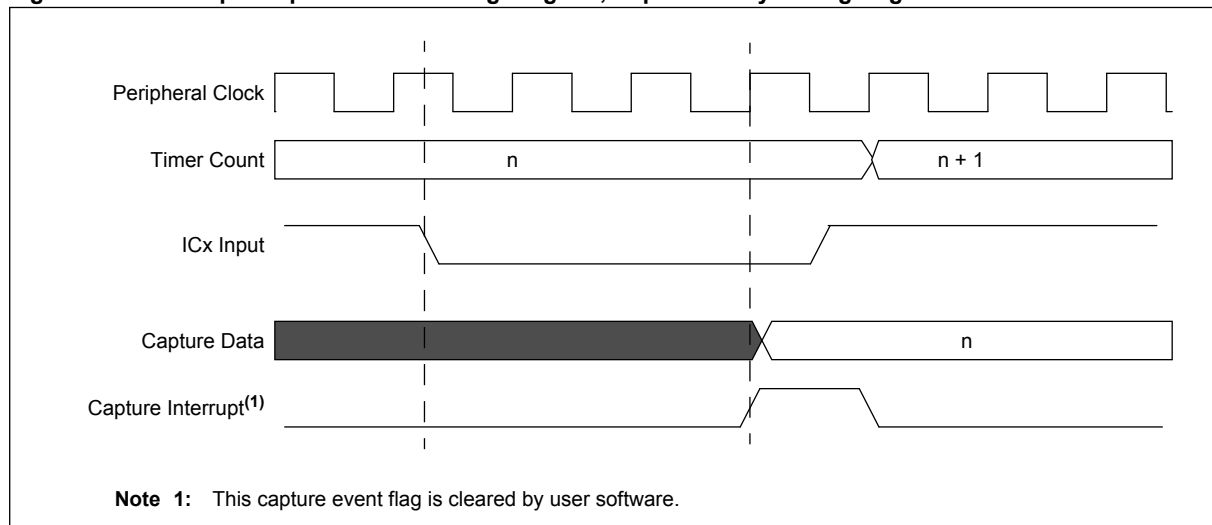 Peripheral Clock
Timer Count
n
n + 1
ICx Input
Capture Data
n
Capture Interrupt(1)
Note 1: This capture event flag is cleared by user software.